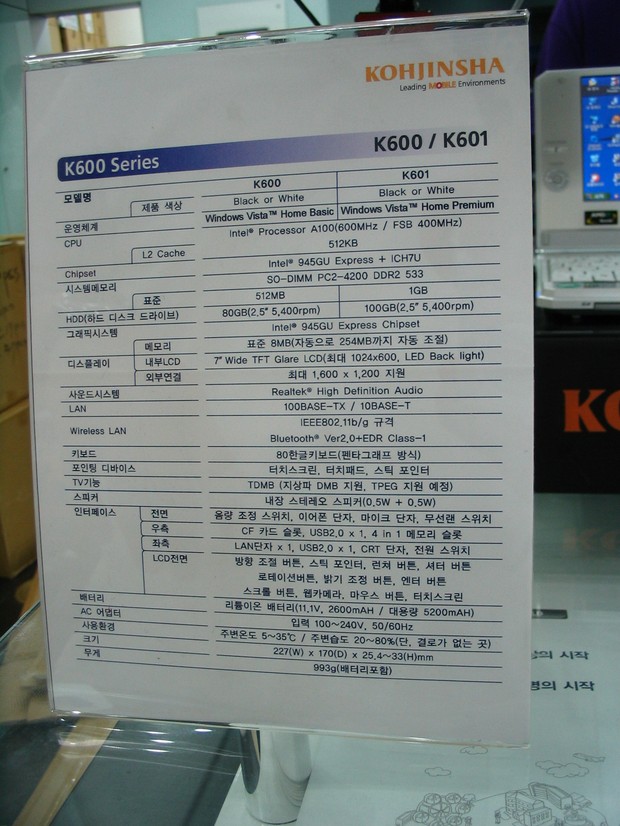 KOHJINSHA
Leading MOBILE Environments
K600 Series K600 / K601
모델명 K600 K601
제품 색상 Black or White Black or White
운영체계 Windows Vista™ Home Basic Windows Vista™ Home Premium
CPU Intel® Processor A100(600MHz / FSB 400MHz)
L2 Cache 512KB
Chipset Intel® 945GU Express + ICH7U
시스템메모리 SO-DIMM PC2-4200 DDR2 533
표준 512MB 1GB
HDD(하드 디스크 드라이브) 80GB(2.5" 5,400rpm) 100GB(2.5" 5,400rpm)
그래픽시스템 Intel® 945GU Express Chipset
메모리 표준 8MB(자동으로 254MB까지 자동 조절)
디스플레이 내부LCD 7" Wide TFT Glare LCD(최대 1024x600, LED Back light)
외부연결 최대 1,600 x 1,200 지원
사운드시스템 Realtek® High Definition Audio
LAN 100BASE-TX / 10BASE-T
Wireless LAN IEEE802.11b/g 규격
Bluetooth® Ver2.0+EDR Class-1
키보드 80한글키보드(펜타그래프 방식)
포인팅 디바이스 터치스크린, 터치패드, 스틱 포인터
TV기능 TDMB (지상파 DMB 지원, TPEG 지원 예정)
스피커 내장 스테레오 스피커(0.5W + 0.5W)
인터페이스 전면 음량 조정 스위치, 이어폰 단자, 마이크 단자, 무선랜 스위치
우측 CF 카드 슬롯, USB2.0 x 1, 4 in 1 메모리 슬롯
좌측 LAN단자 x 1, USB2.0 x 1, CRT 단자, 전원 스위치
LCD전면 방향 조절 버튼, 스틱 포인터, 런쳐 버튼, 셔터 버튼
로테이션버튼, 밝기 조정 버튼, 엔터 버튼
스크롤 버튼, 웹카메라, 마우스 버튼, 터치스크린
배터리 리튬이온 배터리(11.1V, 2600mAh / 대용량 5200mAh)
AC 어댑터 입력 100~240V, 50/60Hz
사용환경 주변온도 5~35℃ / 주변습도 20~80%(단, 결로가 없는 곳)
크기 227(W) x 170(D) x 25.4~33(H)mm
무게 993g(배터리포함)
KO
의 시작
명의 시작